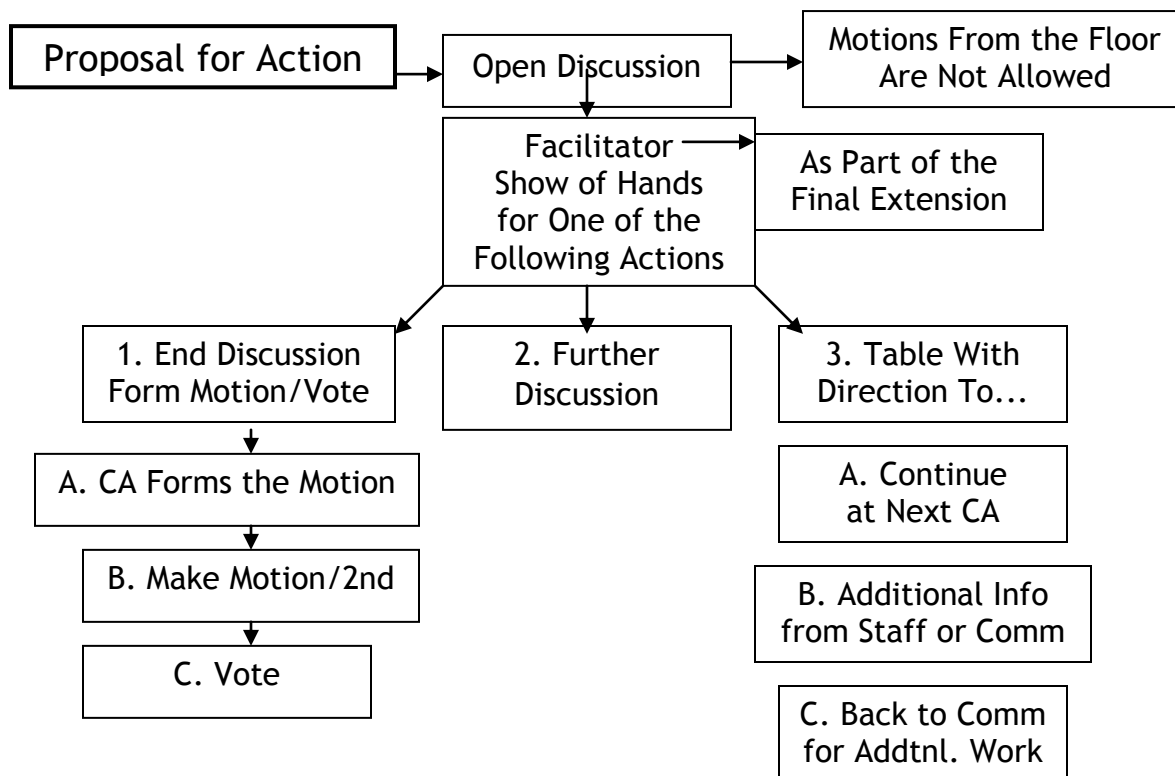 Proposal for Action
Open Discussion
Motions From the Floor
Are Not Allowed
Facilitator
Show of Hands
for One of the
Following Actions
As Part of the
Final Extension
1. End Discussion
Form Motion/Vote
2. Further
Discussion
3. Table With
Direction To...
A. CA Forms the Motion
B. Make Motion/2nd
C. Vote
A. Continue
at Next CA
B. Additional Info
from Staff or Comm
C. Back to Comm
for Addtnl. Work